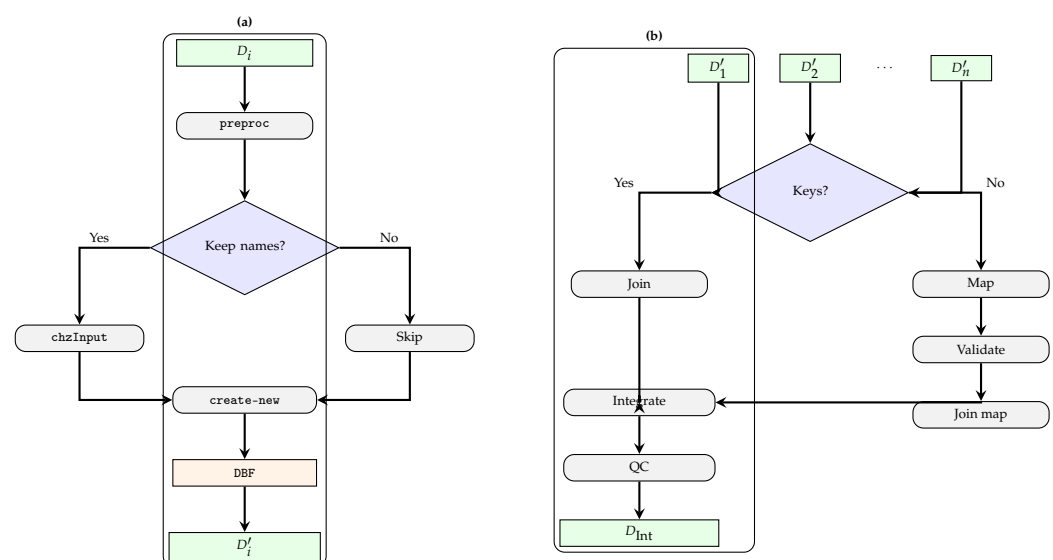 (a)
D_i
preproc
Keep names?
Yes
No
chzInput
Skip
create-new
DBF
D′_i
(b)
D′_1
D′_2
···
D′_n
Keys?
Yes
No
Join
Map
Validate
Integrate
Join map
QC
D_Int